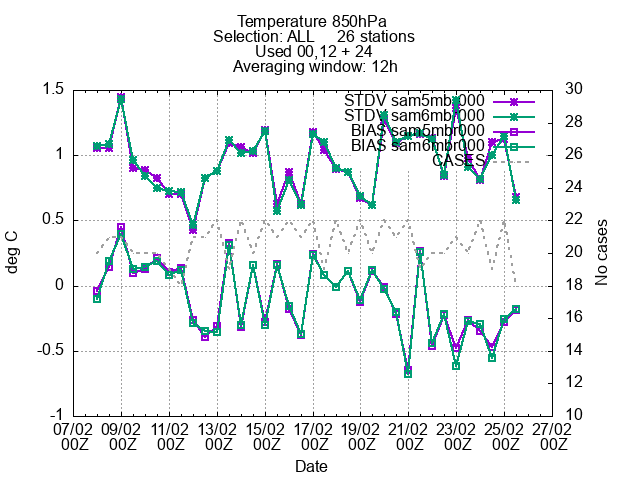 Temperature 850hPa
Selection: ALL 26 stations
Used 00,12 + 24
Averaging window: 12h
STDV sam5mbr000
STDV sam6mbr000
BIAS sam5mbr000
BIAS sam6mbr000
CASES
1.5
1
0.5
0
-0.5
-1
deg C
30
28
26
24
22
20
18
16
14
12
10
No cases
07/02 09/02 11/02 13/02 15/02 17/02 19/02 21/02 23/02 25/02 27/02
00Z 00Z 00Z 00Z 00Z 00Z 00Z 00Z 00Z 00Z 00Z
Date